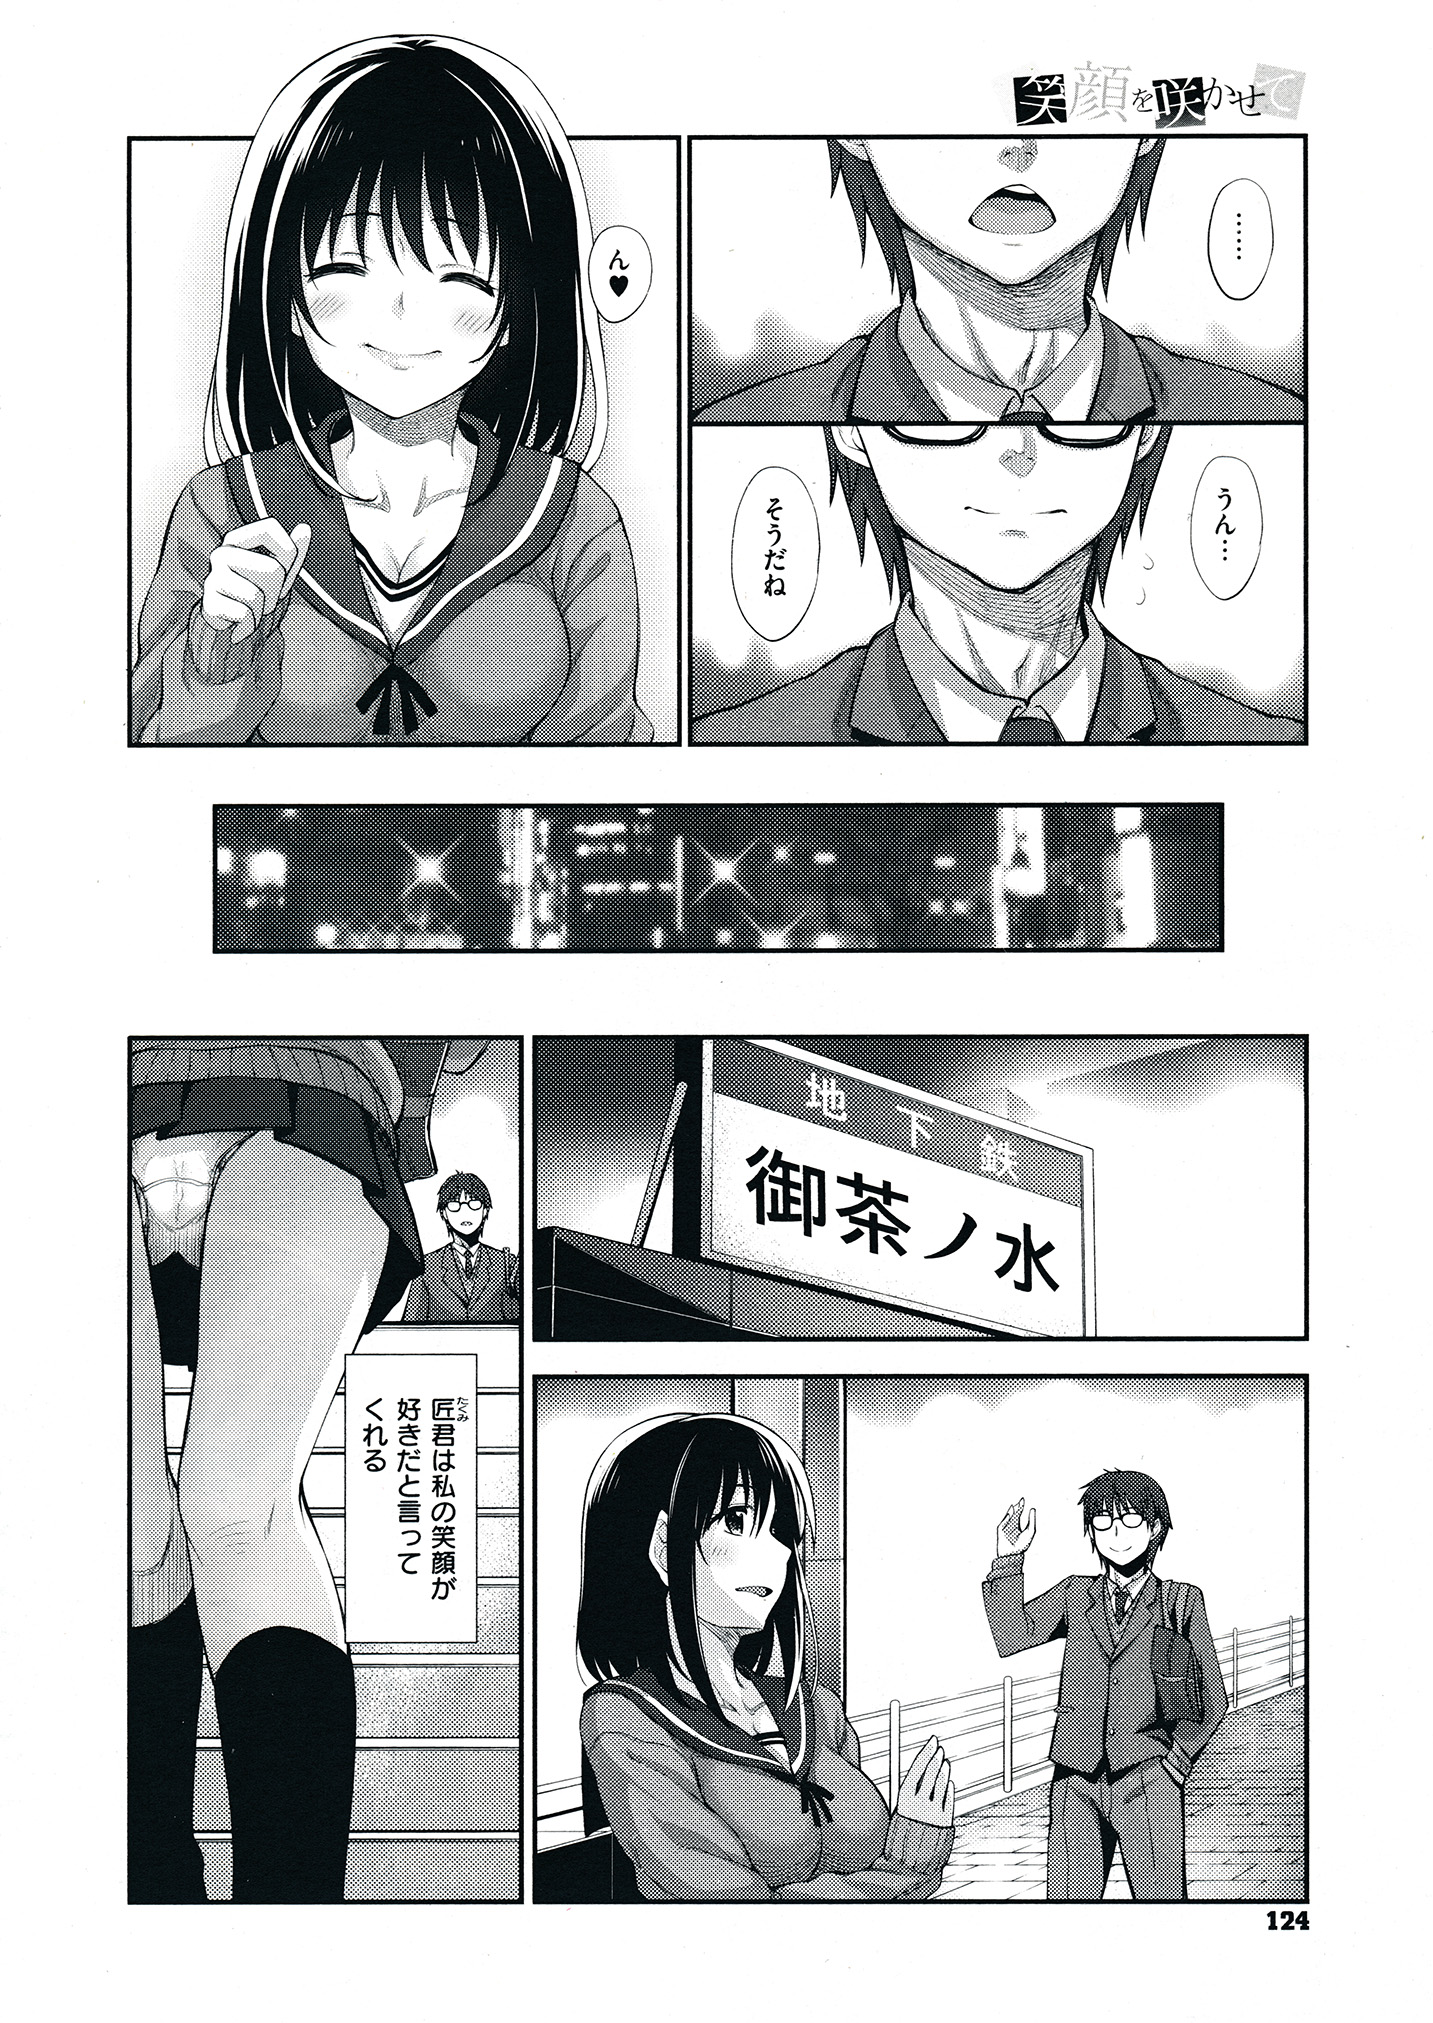 笑顔を咲かせて
……
うん…
そうだね
ん♥
地下鉄
御茶ノ水
匠君は私の笑顔が
たくみ
好きだと言って
くれる
124